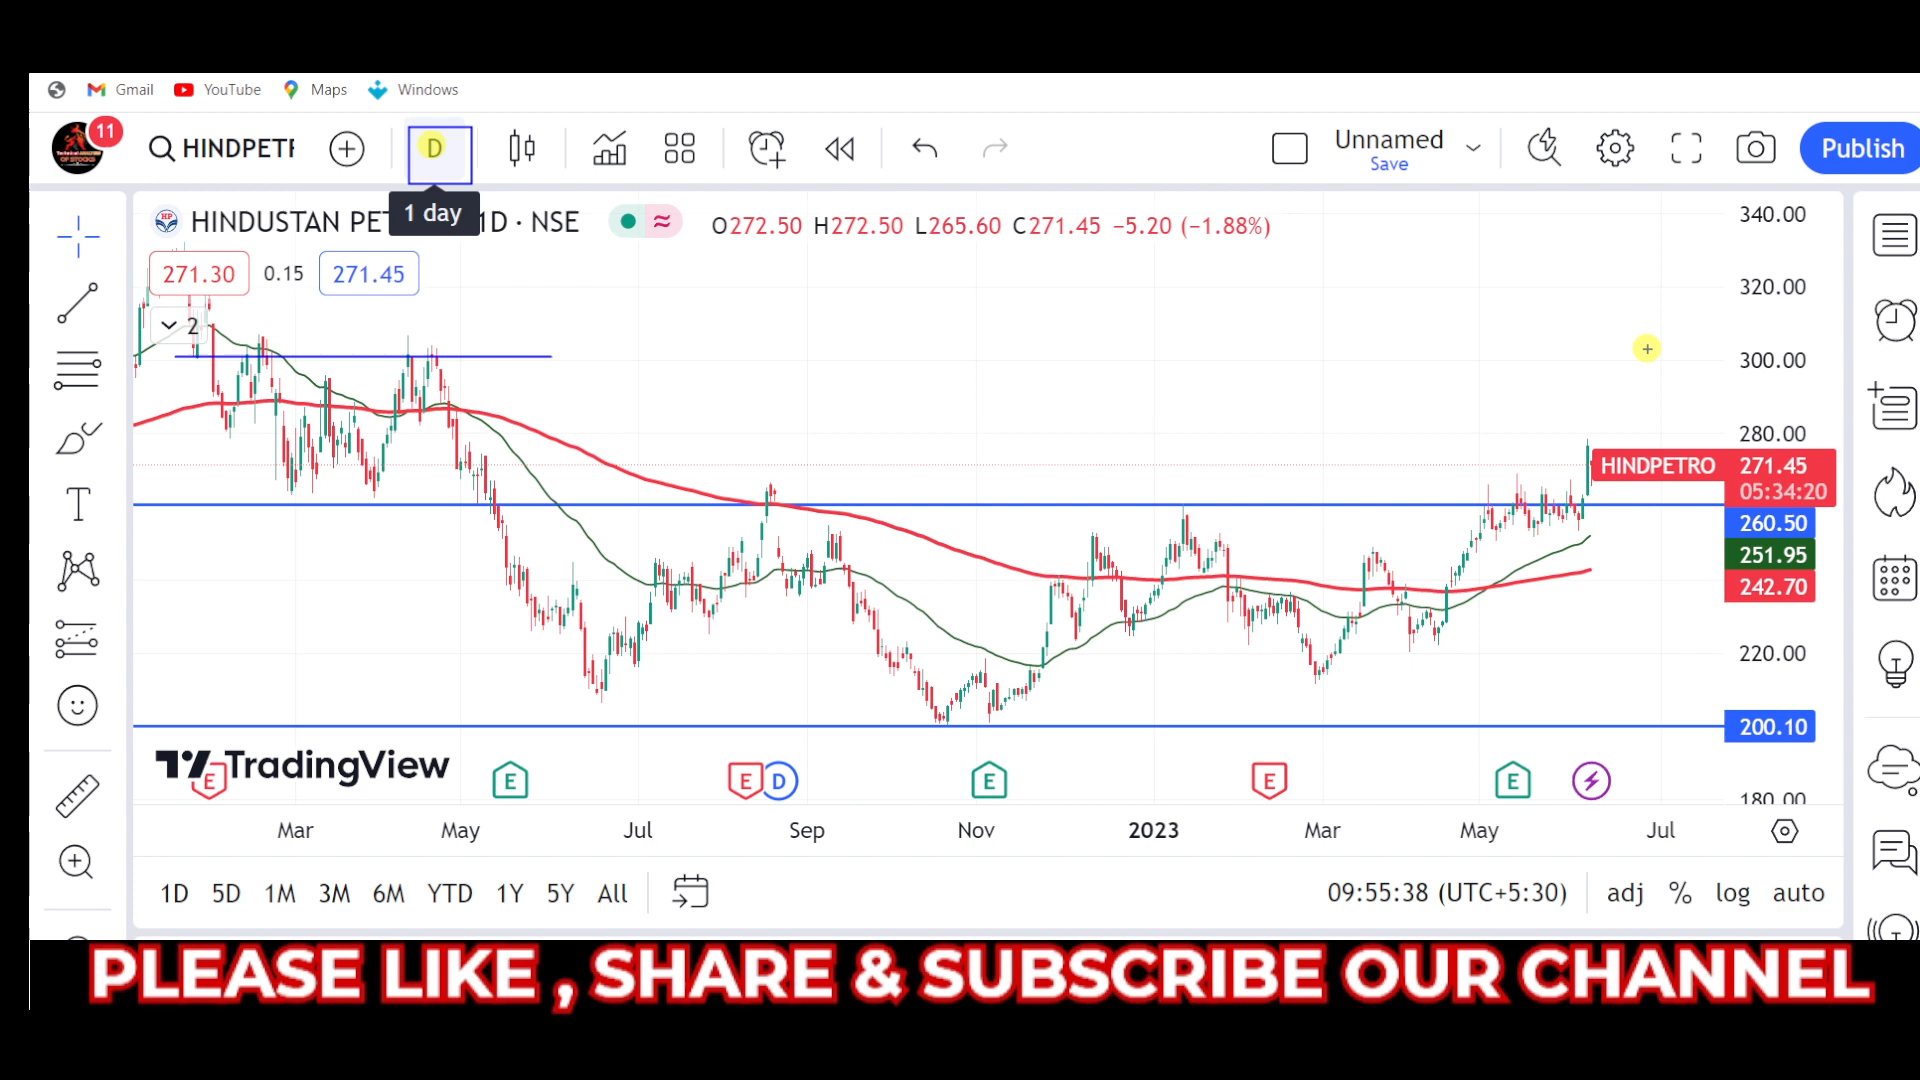 Gmail YouTube Maps Windows
11 HINDPETR D Unnamed Save Publish
1 day
HINDUSTAN PE 1D · NSE O272.50 H272.50 L265.60 C271.45 −5.20 (−1.88%)
271.30 0.15 271.45
2
340.00
320.00
300.00
280.00
HINDPETRO 271.45
05:34:20
260.50
251.95
242.70
220.00
200.10
180.00
TradingView
E E E D E E E
Mar May Jul Sep Nov 2023 Mar May Jul
1D 5D 1M 3M 6M YTD 1Y 5Y All 09:55:38 (UTC+5:30) adj % log auto
PLEASE LIKE , SHARE & SUBSCRIBE OUR CHANNEL